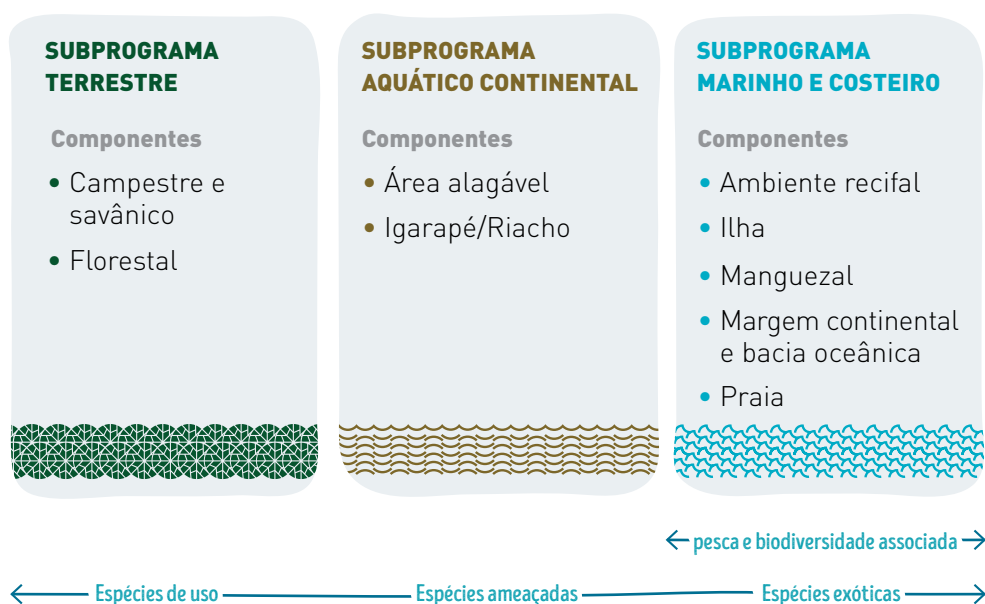 SUBPROGRAMA
TERRESTRE
Componentes
• Campestre e
savânico
• Florestal
SUBPROGRAMA
AQUÁTICO CONTINENTAL
Componentes
• Área alagável
• Igarapé/Riacho
SUBPROGRAMA
MARINHO E COSTEIRO
Componentes
• Ambiente recifal
• Ilha
• Manguezal
• Margem continental
e bacia oceânica
• Praia
pesca e biodiversidade associada
Espécies de uso
Espécies ameaçadas
Espécies exóticas